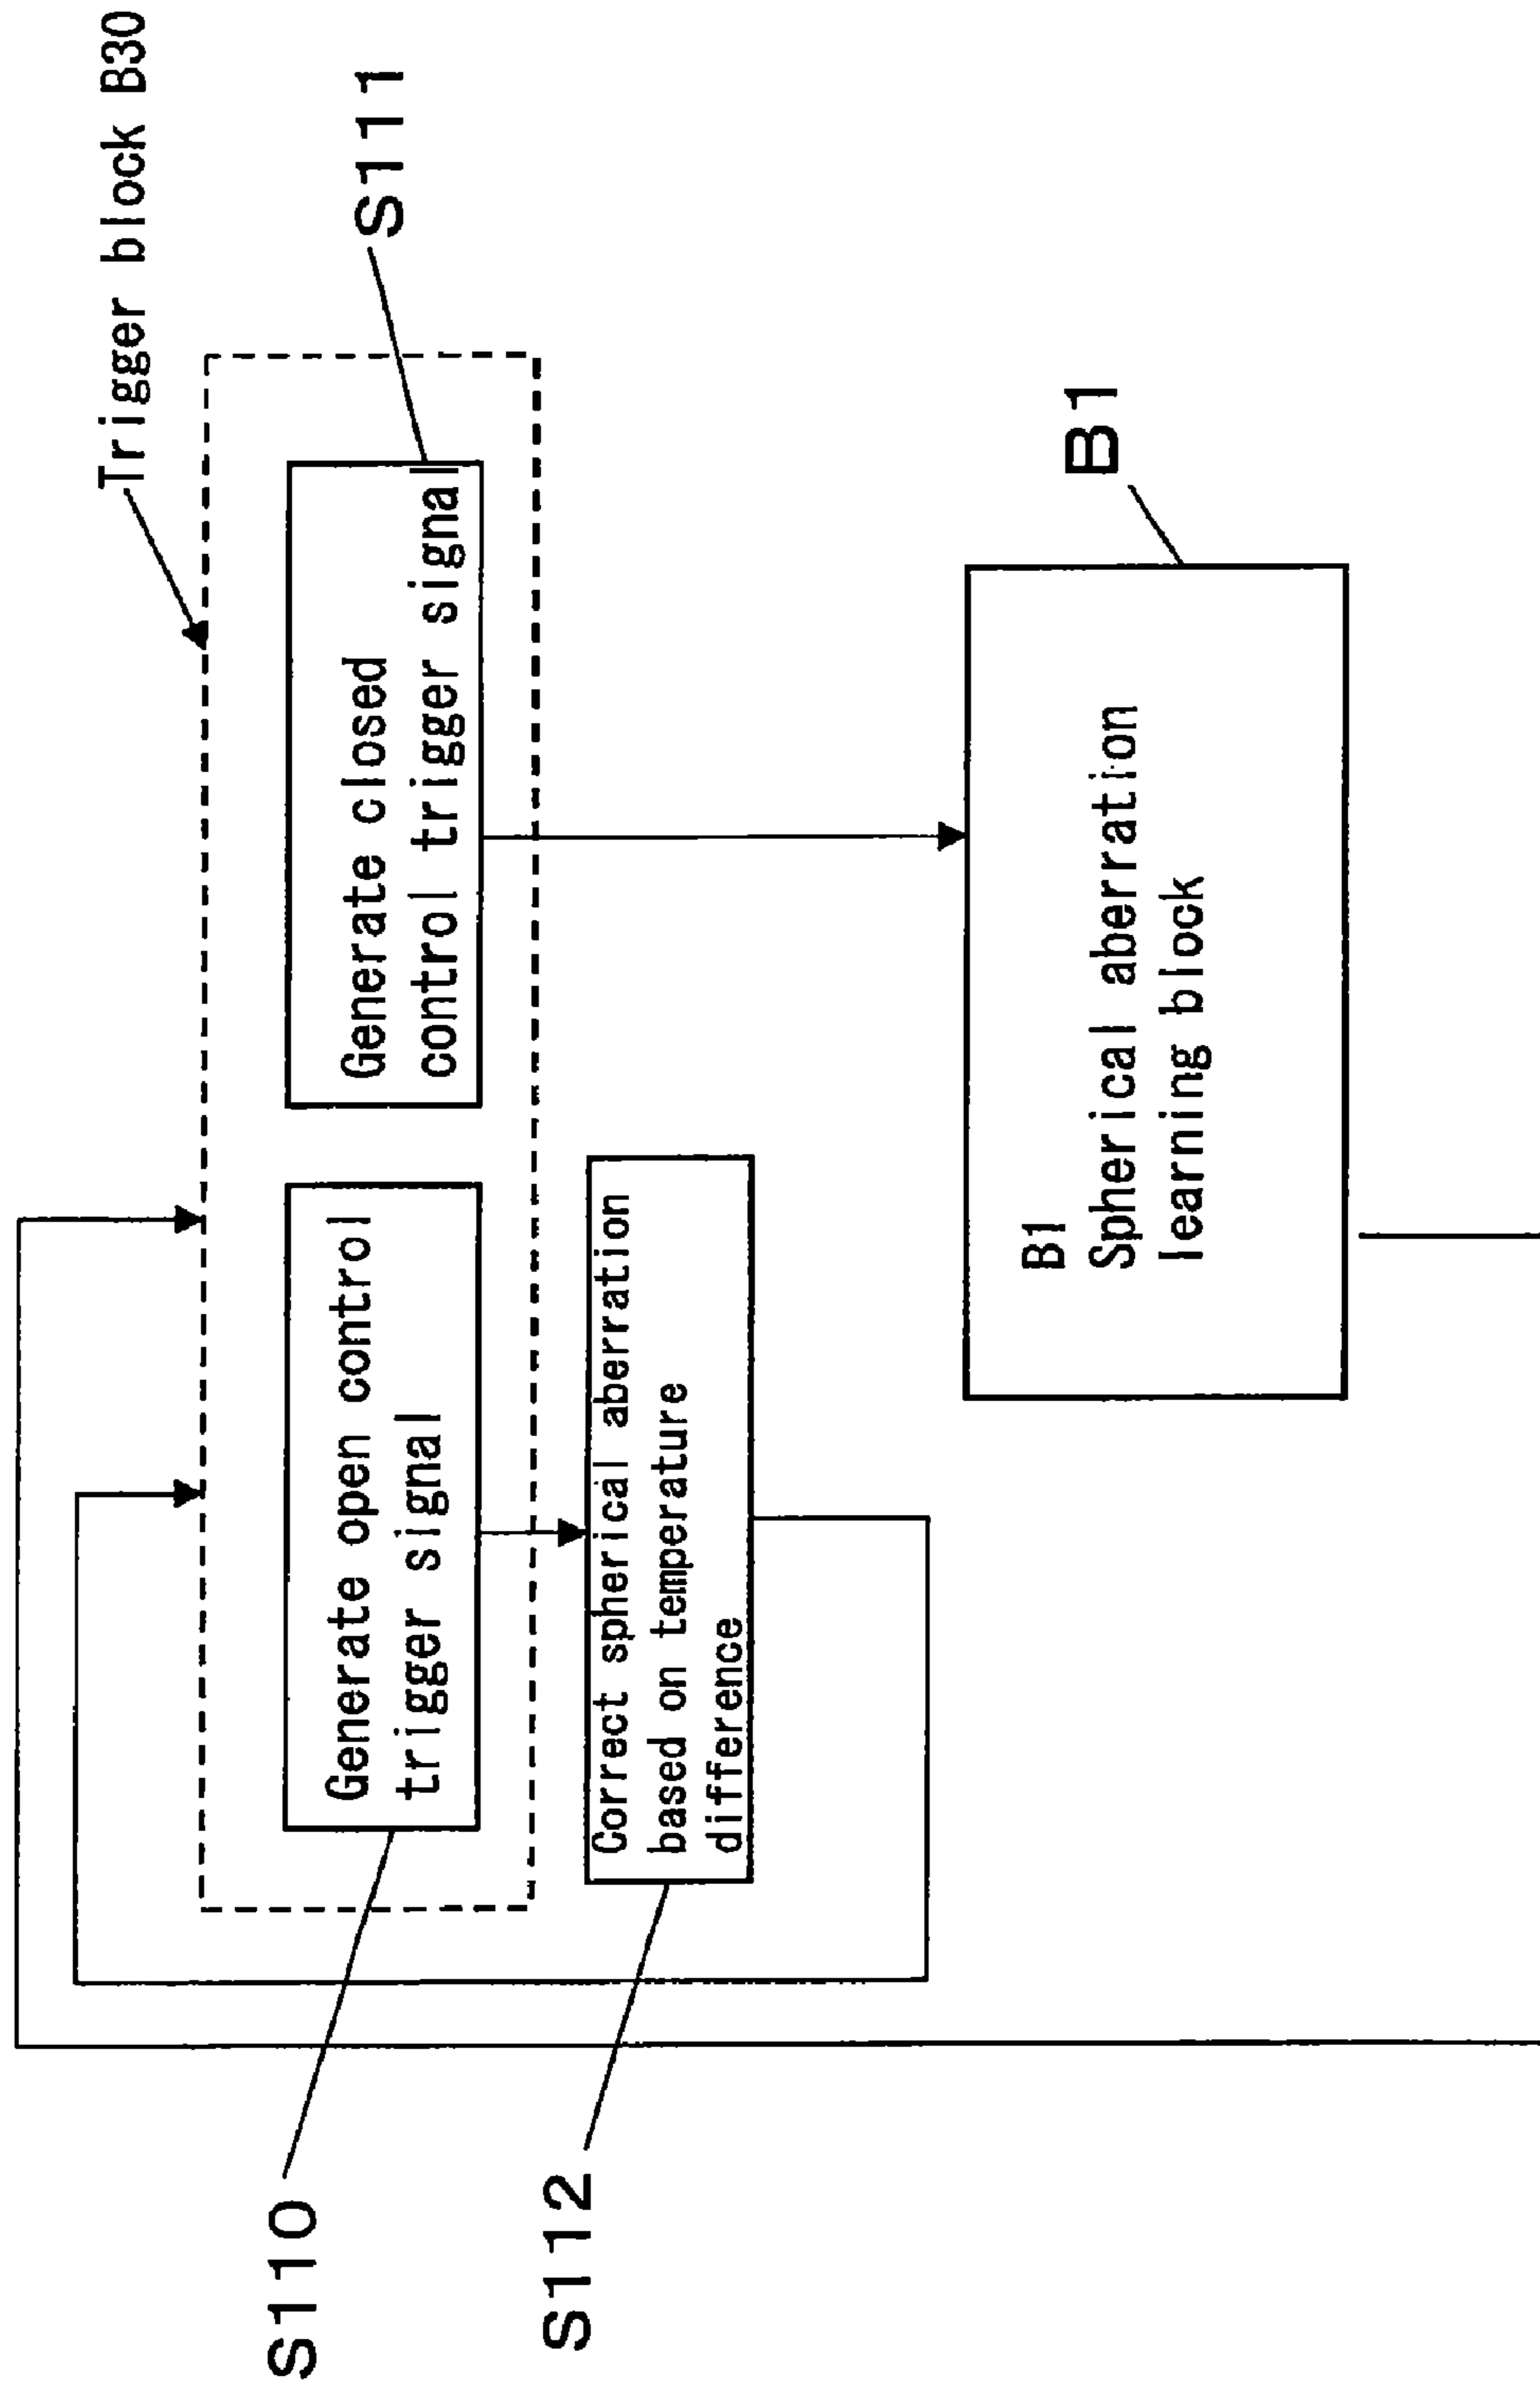 Trigger block B30
S110
Generate open control
trigger signal
Generate closed
control trigger signal
S111
S112
Correct spherical aberration
based on temperature
difference
B1
B1
Spherical aberration
learning block